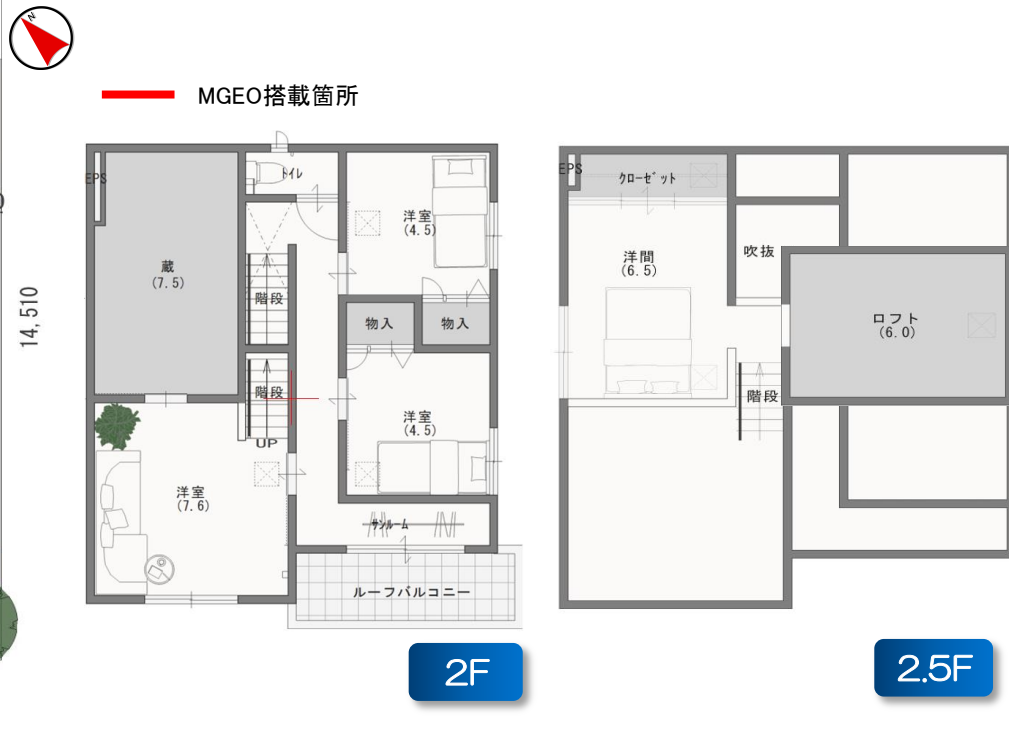 N
MGEO搭載箇所
14,510
EPS
トイレ
蔵
(7.5)
階段
洋室
(4.5)
物入
物入
階段
UP
洋室
(4.5)
洋室
(7.6)
サンルーム
ルーフバルコニー
2F
EPS
クローゼット
洋間
(6.5)
吹抜
ロフト
(6.0)
階段
2.5F